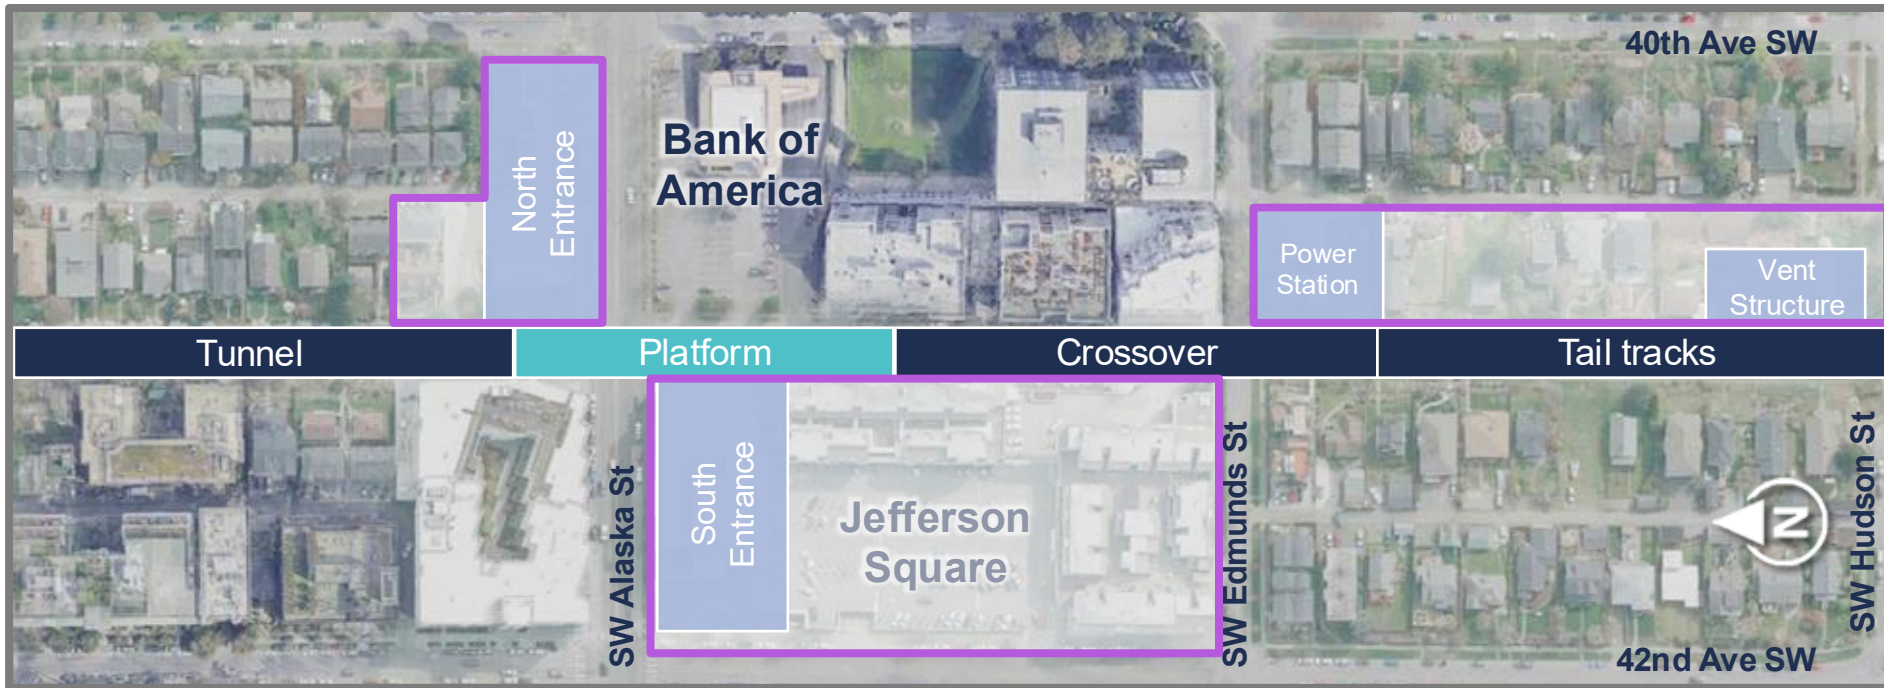 40th Ave SW
Bank of
America
North
Entrance
Power
Station
Vent
Structure
Tunnel
Platform
Crossover
Tail tracks
South
Entrance
Jefferson
Square
SW Alaska St
SW Edmunds St
SW Hudson St
N
42nd Ave SW